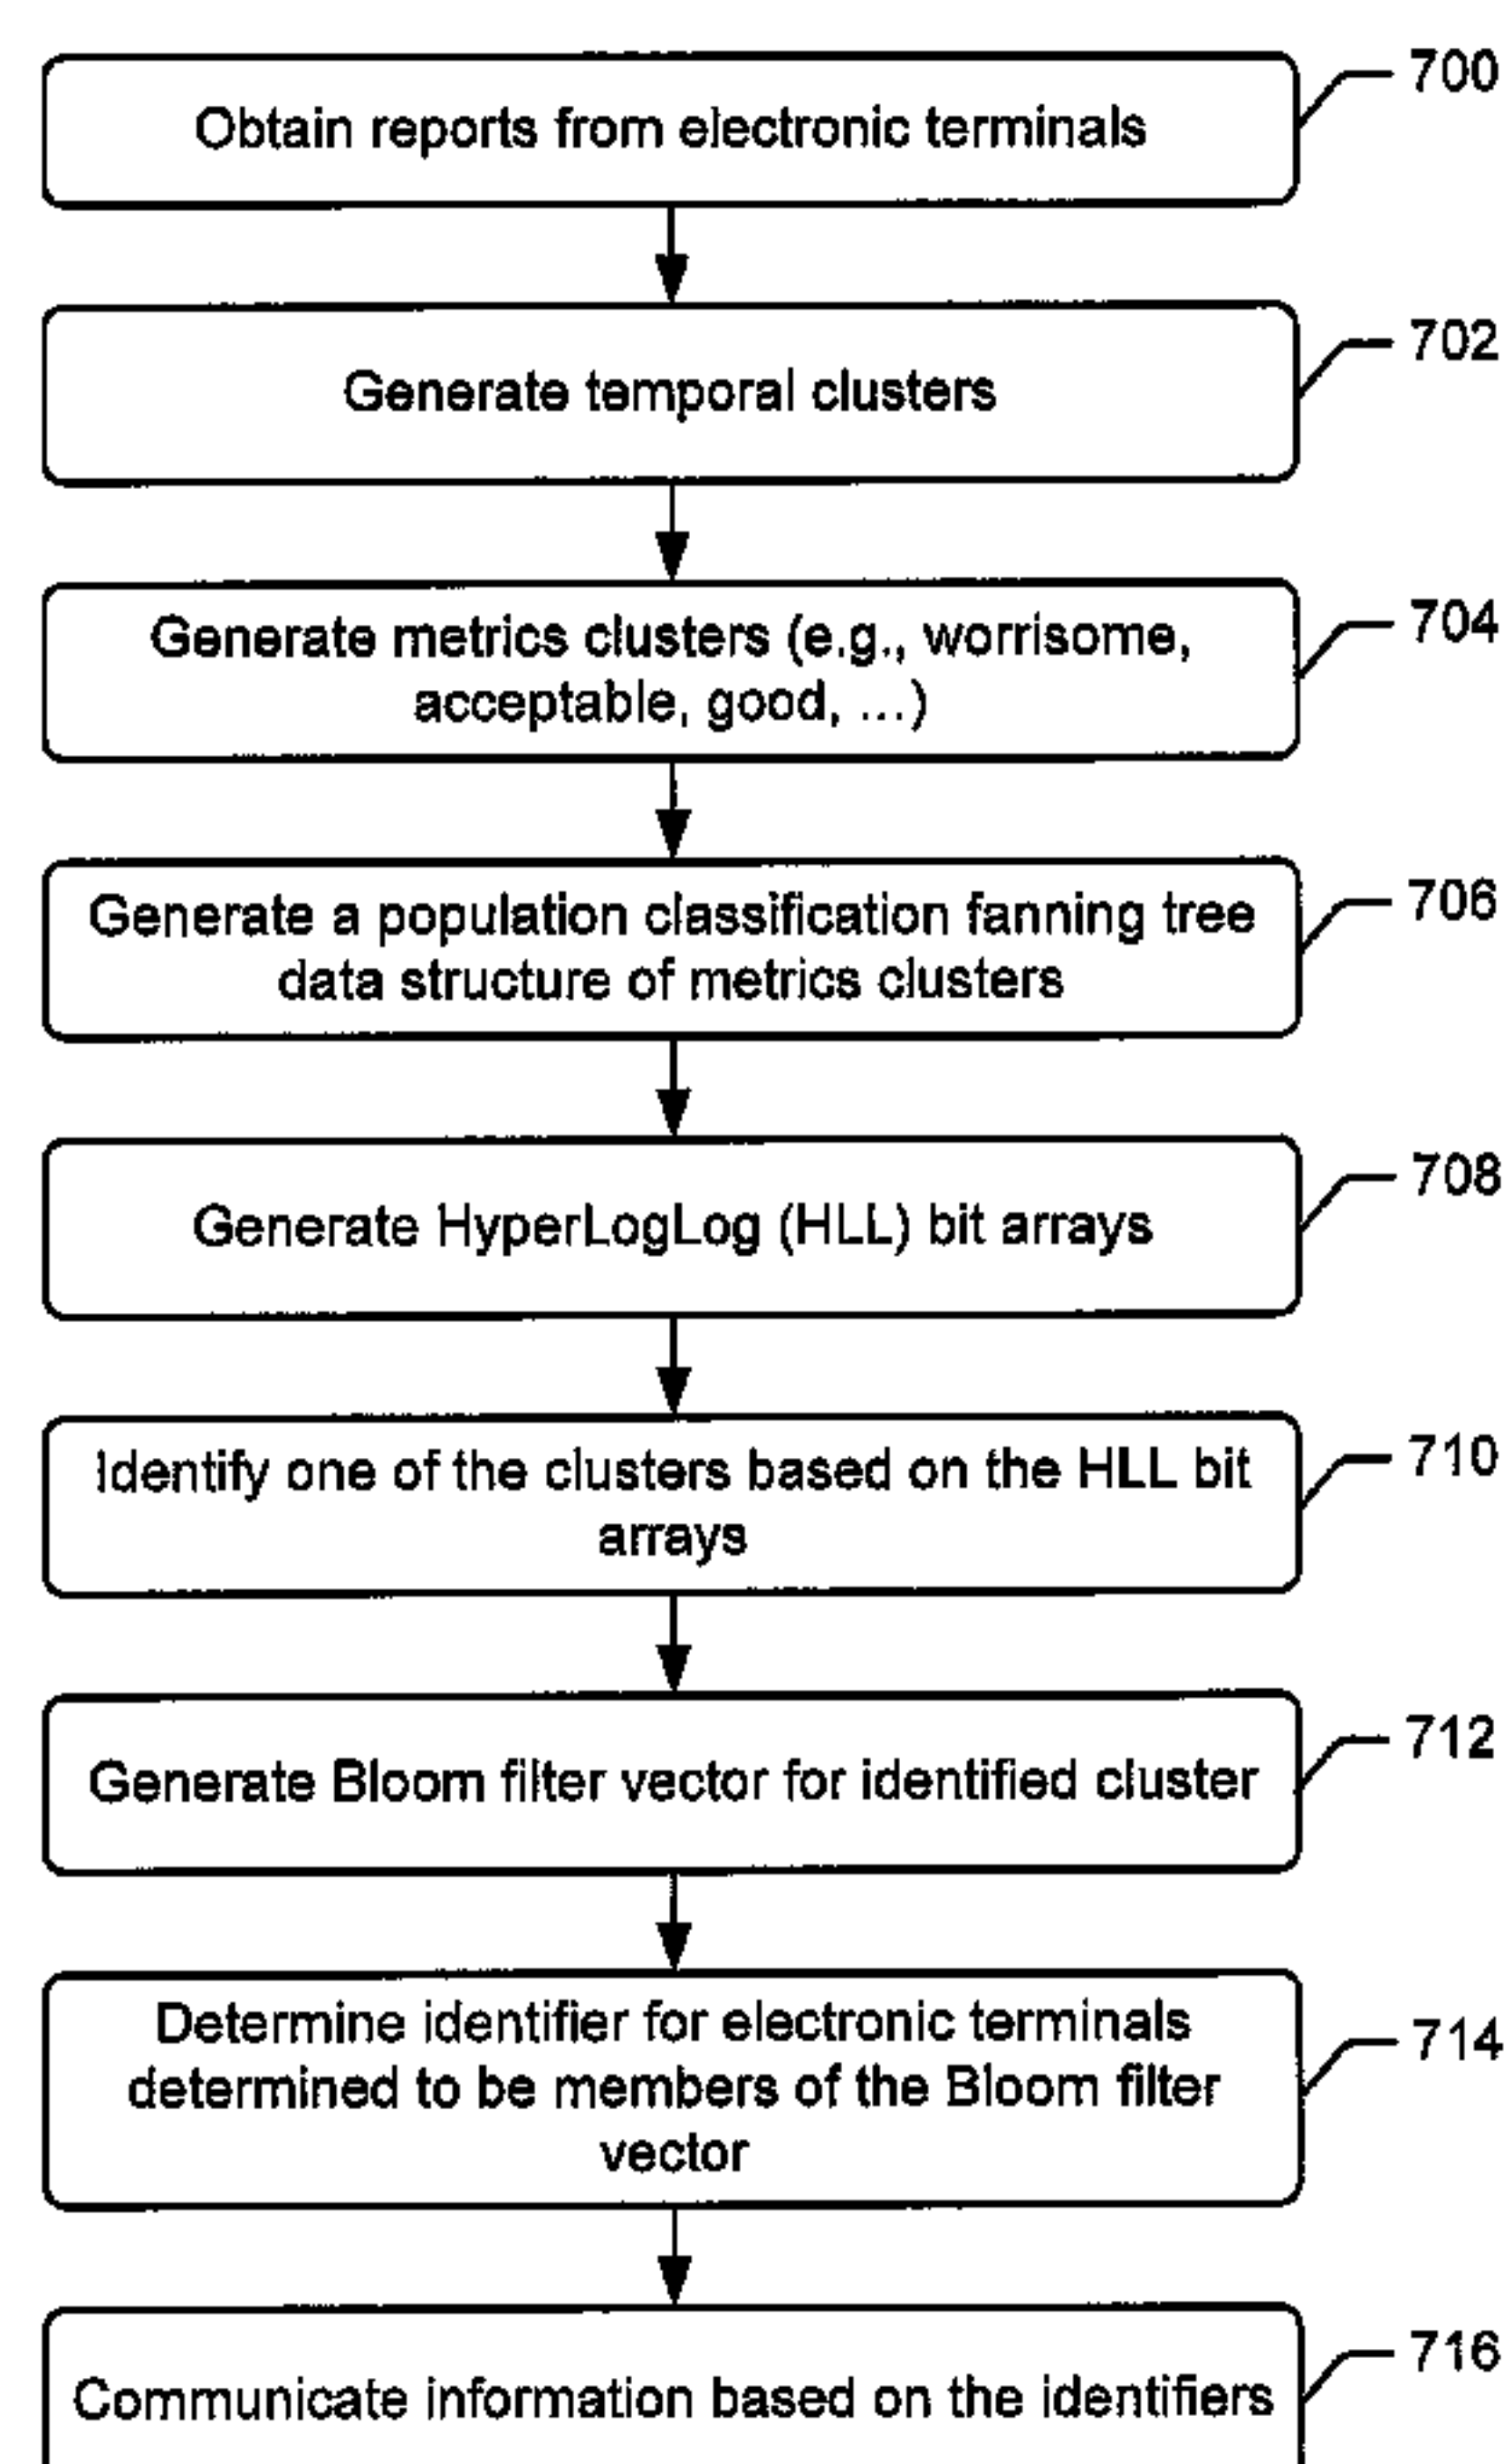 700
Obtain reports from electronic terminals
702
Generate temporal clusters
704
Generate metrics clusters (e.g., worrisome,
acceptable, good, ...)
706
Generate a population classification fanning tree
data structure of metrics clusters
708
Generate HyperLogLog (HLL) bit arrays
710
Identify one of the clusters based on the HLL bit
arrays
712
Generate Bloom filter vector for identified cluster
714
Determine identifier for electronic terminals
determined to be members of the Bloom filter
vector
716
Communicate information based on the identifiers